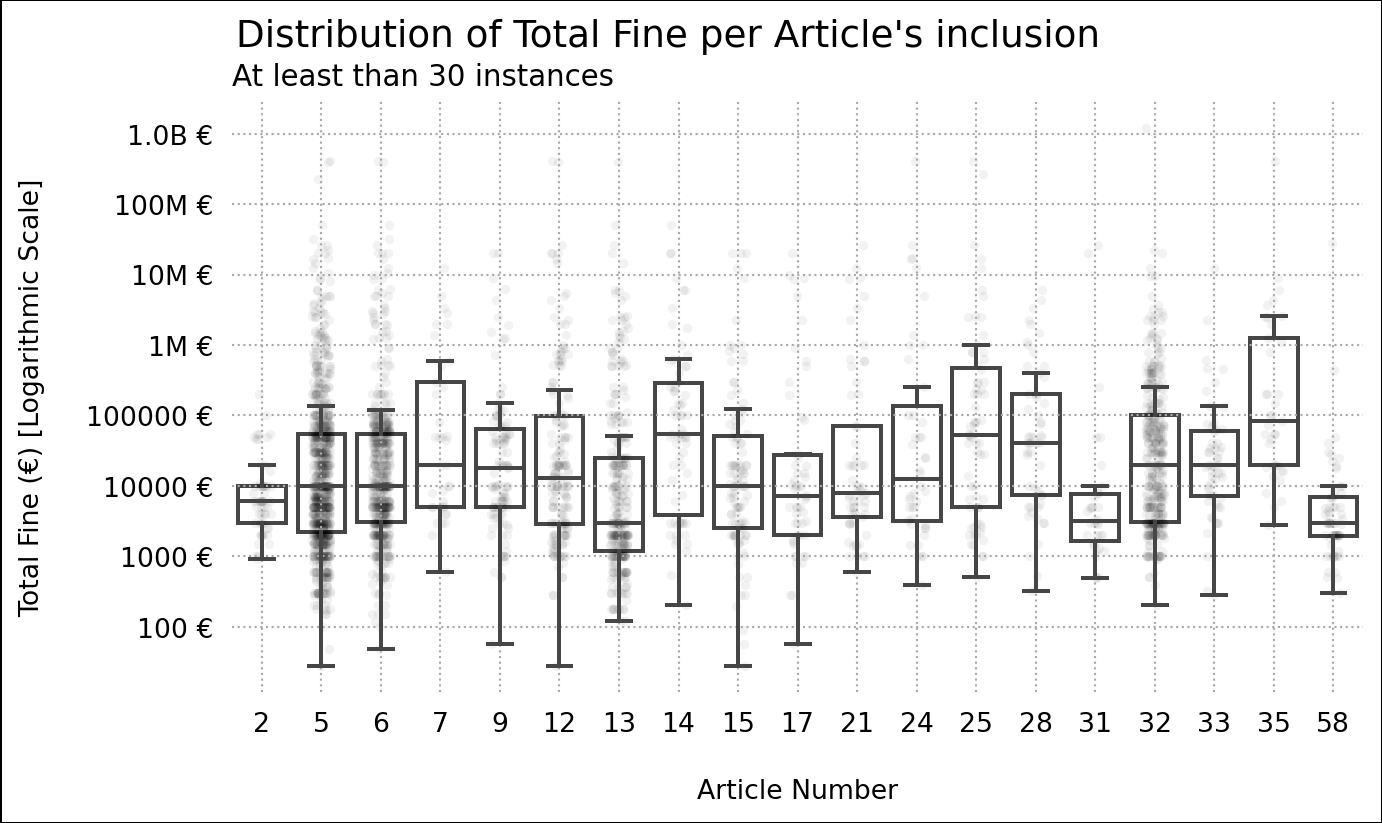 Distribution of Total Fine per Article's inclusion
At least than 30 instances
Total Fine (€) [Logarithmic Scale]
1.0B €
100M €
10M €
1M €
100000 €
10000 €
1000 €
100 €
2 5 6 7 9 12 13 14 15 17 21 24 25 28 31 32 33 35 58
Article Number